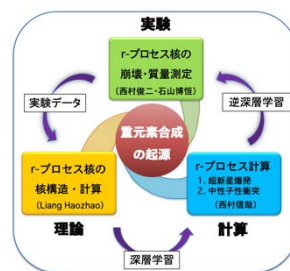 実験
r-プロセス核の
崩壊・質量測定
(西村俊二・石山博恒)
実験データ
逆深層学習
重元素合成
の起源
r-プロセス核の
核構造・計算
(Liang Haozhao)
r-プロセス計算
1. 超新星爆発
2. 中性子星衝突
(西村信哉)
理論
計算
深層学習